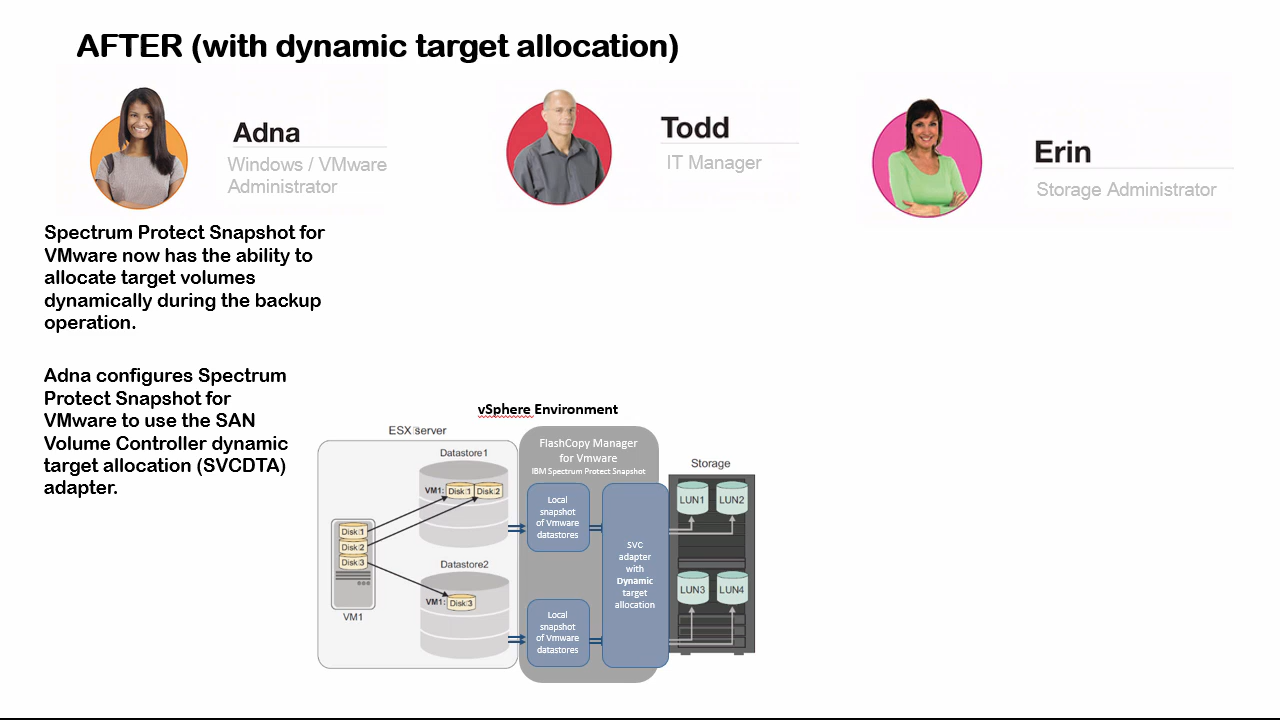 AFTER (with dynamic target allocation)
Adna
Windows / VMware
Administrator
Todd
IT Manager
Erin
Storage Administrator
Spectrum Protect Snapshot for
VMware now has the ability to
allocate target volumes
dynamically during the backup
operation.
Adna configures Spectrum
Protect Snapshot for
VMware to use the SAN
Volume Controller dynamic
target allocation (SVCDTA)
adapter.
vSphere Environment
ESX server
Datastore1
VM1: Disk:1 Disk:2
Disk:1
Disk:2
Disk:3
VM1
Datastore2
VM1: Disk:3
FlashCopy Manager
for Vmware
IBM Spectrum Protect Snapshot
Local
snapshot
of Vmware
datastores
Local
snapshot
of Vmware
datastores
SVC
adapter
with
Dynamic
target
allocation
Storage
LUN1 LUN2
LUN3 LUN4